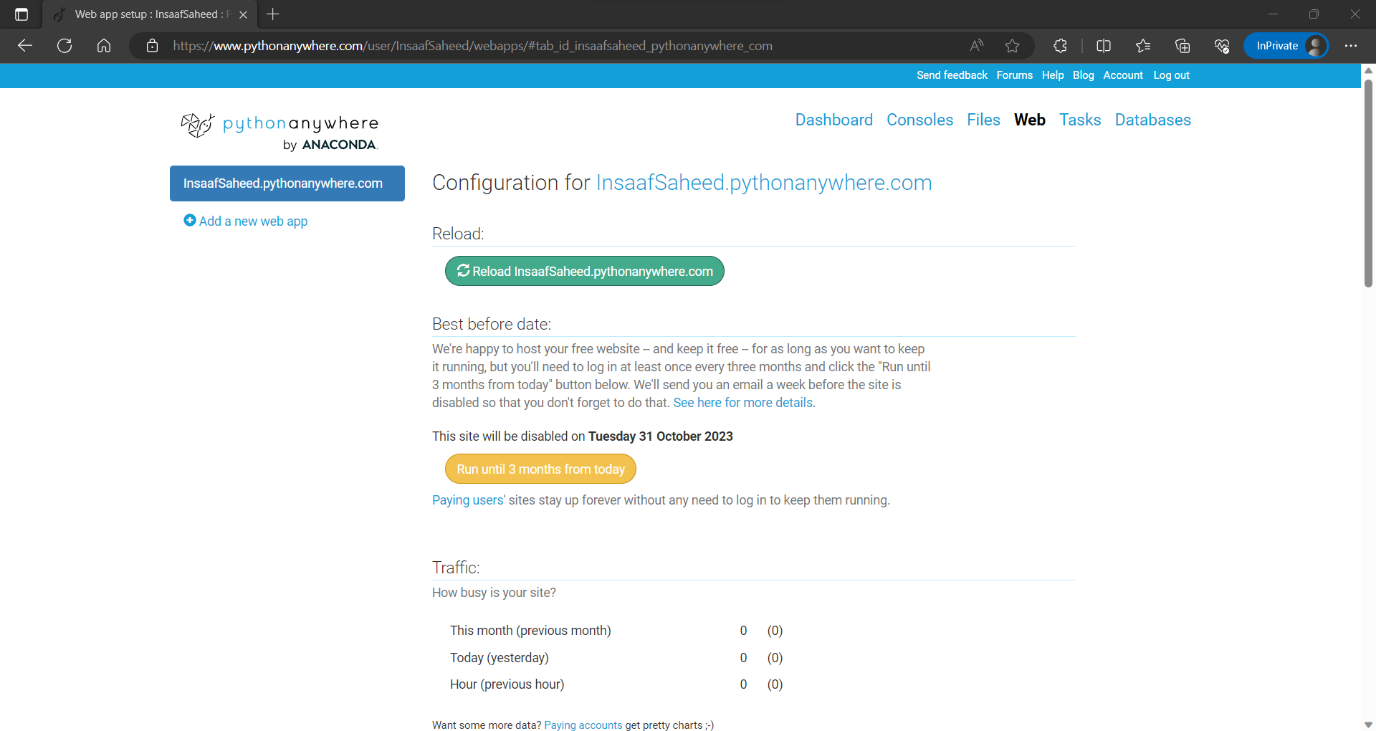 Web app setup : InsaafSaheed : P
https://www.pythonanywhere.com/user/InsaafSaheed/webapps/#tab_id_insaafsaheed_pythonanywhere_com
InPrivate
Send feedback Forums Help Blog Account Log out
pythonanywhere
by ANACONDA.
Dashboard Consoles Files Web Tasks Databases
InsaafSaheed.pythonanywhere.com
Add a new web app
Configuration for InsaafSaheed.pythonanywhere.com
Reload:
Reload InsaafSaheed.pythonanywhere.com
Best before date:
We're happy to host your free website -- and keep it free -- for as long as you want to keep
it running, but you'll need to log in at least once every three months and click the "Run until
3 months from today" button below. We'll send you an email a week before the site is
disabled so that you don't forget to do that. See here for more details.
This site will be disabled on Tuesday 31 October 2023
Run until 3 months from today
Paying users' sites stay up forever without any need to log in to keep them running.
Traffic:
How busy is your site?
This month (previous month) 0 (0)
Today (yesterday) 0 (0)
Hour (previous hour) 0 (0)
Want some more data? Paying accounts get pretty charts ;-)